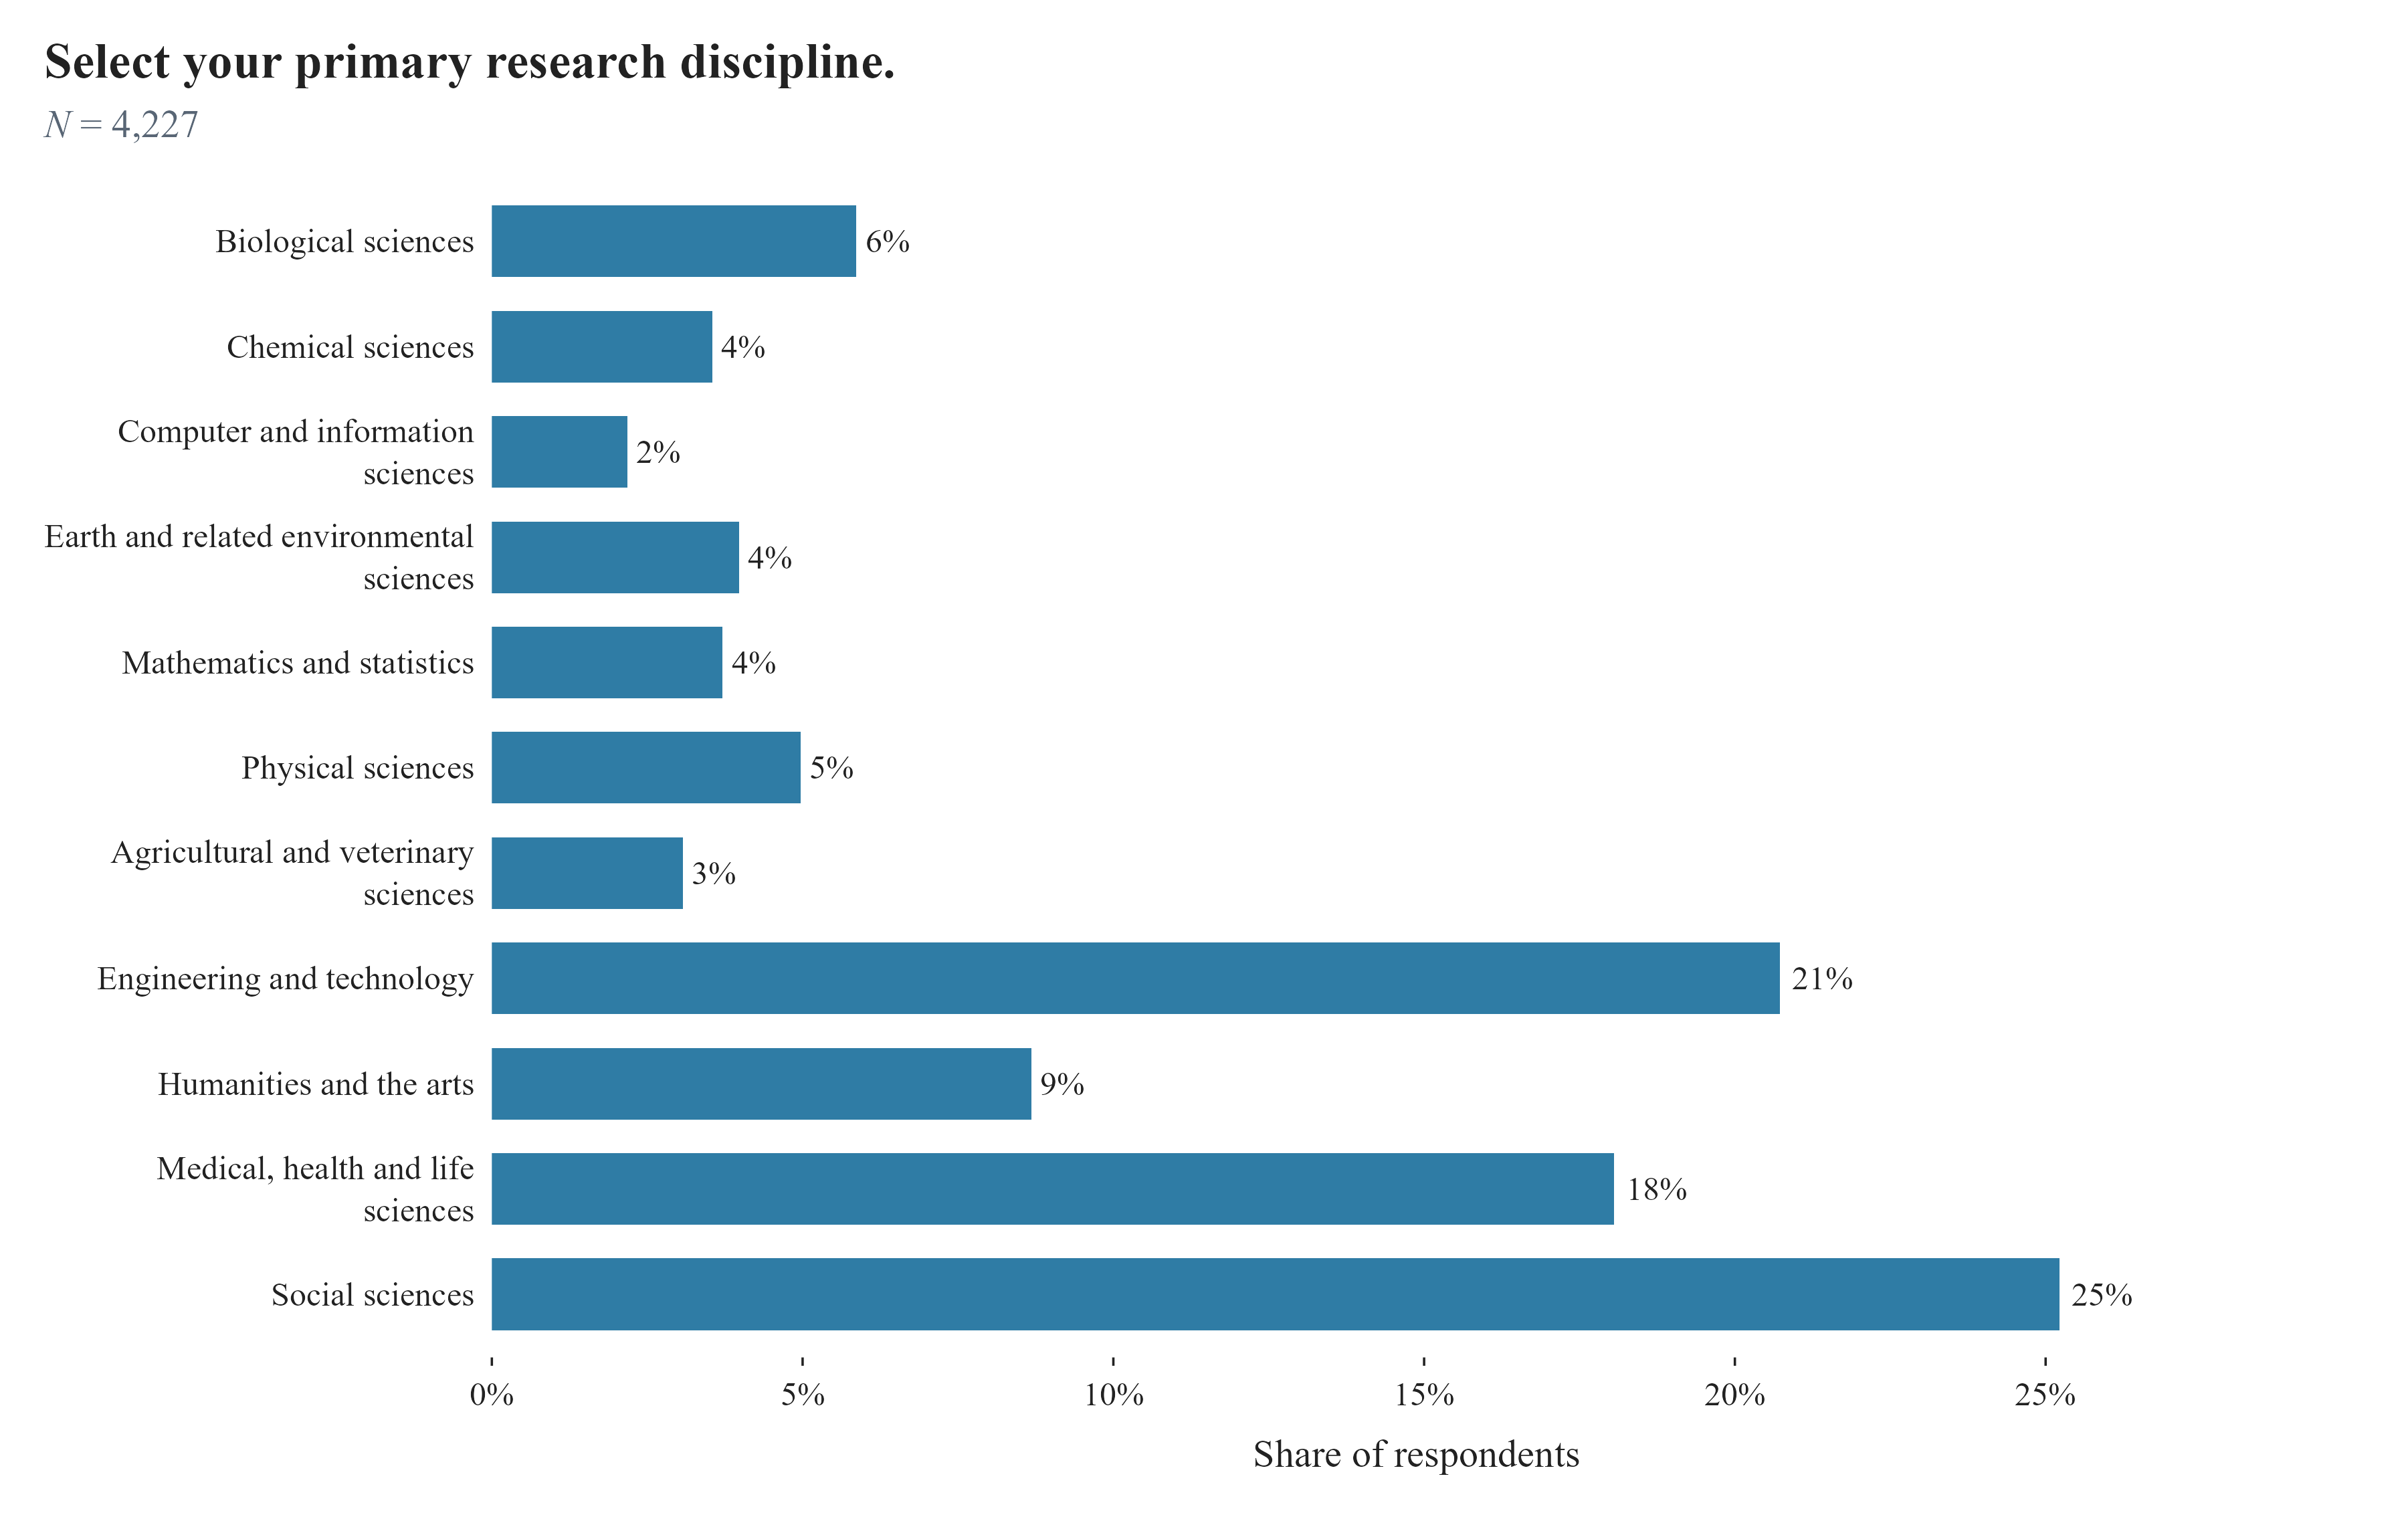 Select your primary research discipline.
N = 4,227
Biological sciences
6%
Chemical sciences
4%
Computer and information
sciences
2%
Earth and related environmental
sciences
4%
Mathematics and statistics
4%
Physical sciences
5%
Agricultural and veterinary
sciences
3%
Engineering and technology
21%
Humanities and the arts
9%
Medical, health and life
sciences
18%
Social sciences
25%
0% 5% 10% 15% 20% 25%
Share of respondents